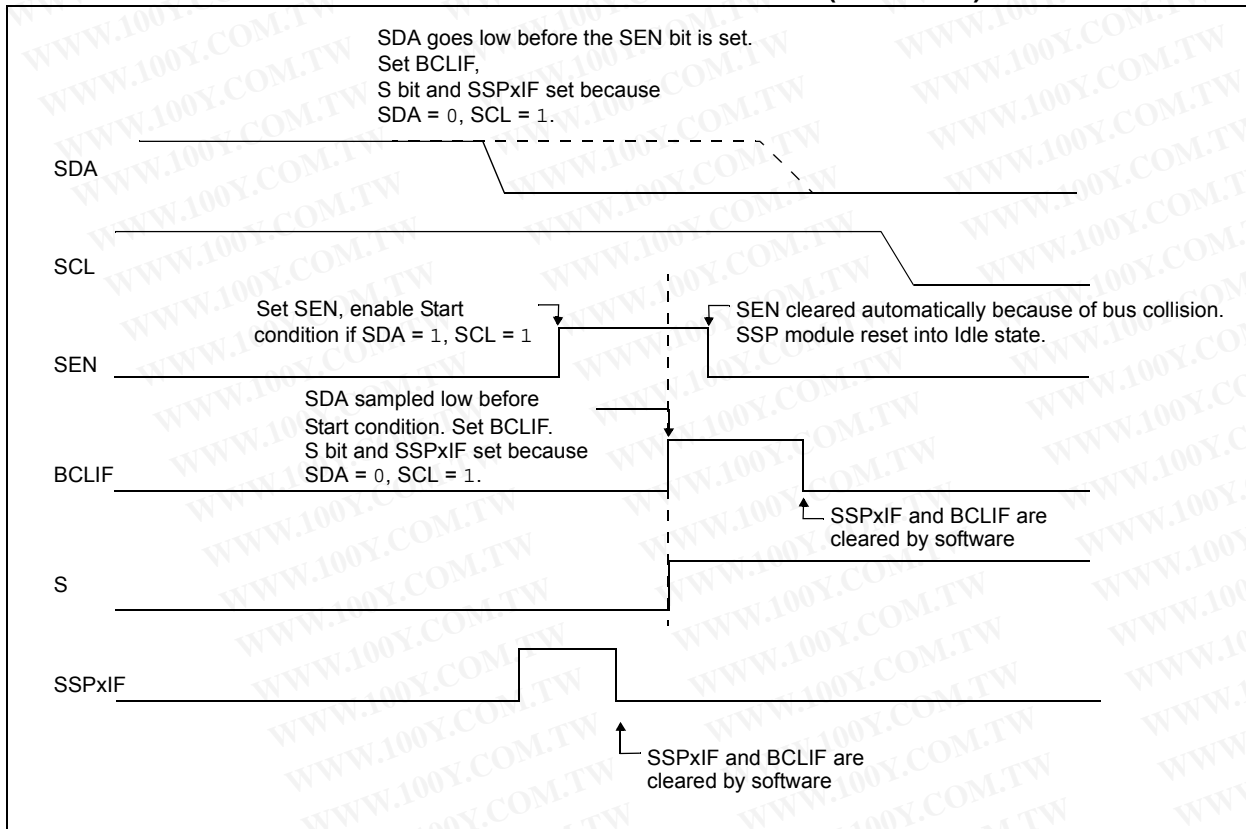 SDA goes low before the SEN bit is set.
Set BCLIF,
S bit and SSPxIF set because
SDA = 0, SCL = 1.
SDA
SCL
Set SEN, enable Start
condition if SDA = 1, SCL = 1
SEN cleared automatically because of bus collision.
SSP module reset into Idle state.
SEN
SDA sampled low before
Start condition. Set BCLIF.
S bit and SSPxIF set because
SDA = 0, SCL = 1.
BCLIF
SSPxIF and BCLIF are
cleared by software
S
SSPxIF
SSPxIF and BCLIF are
cleared by software
WWW.100Y.COM.TW